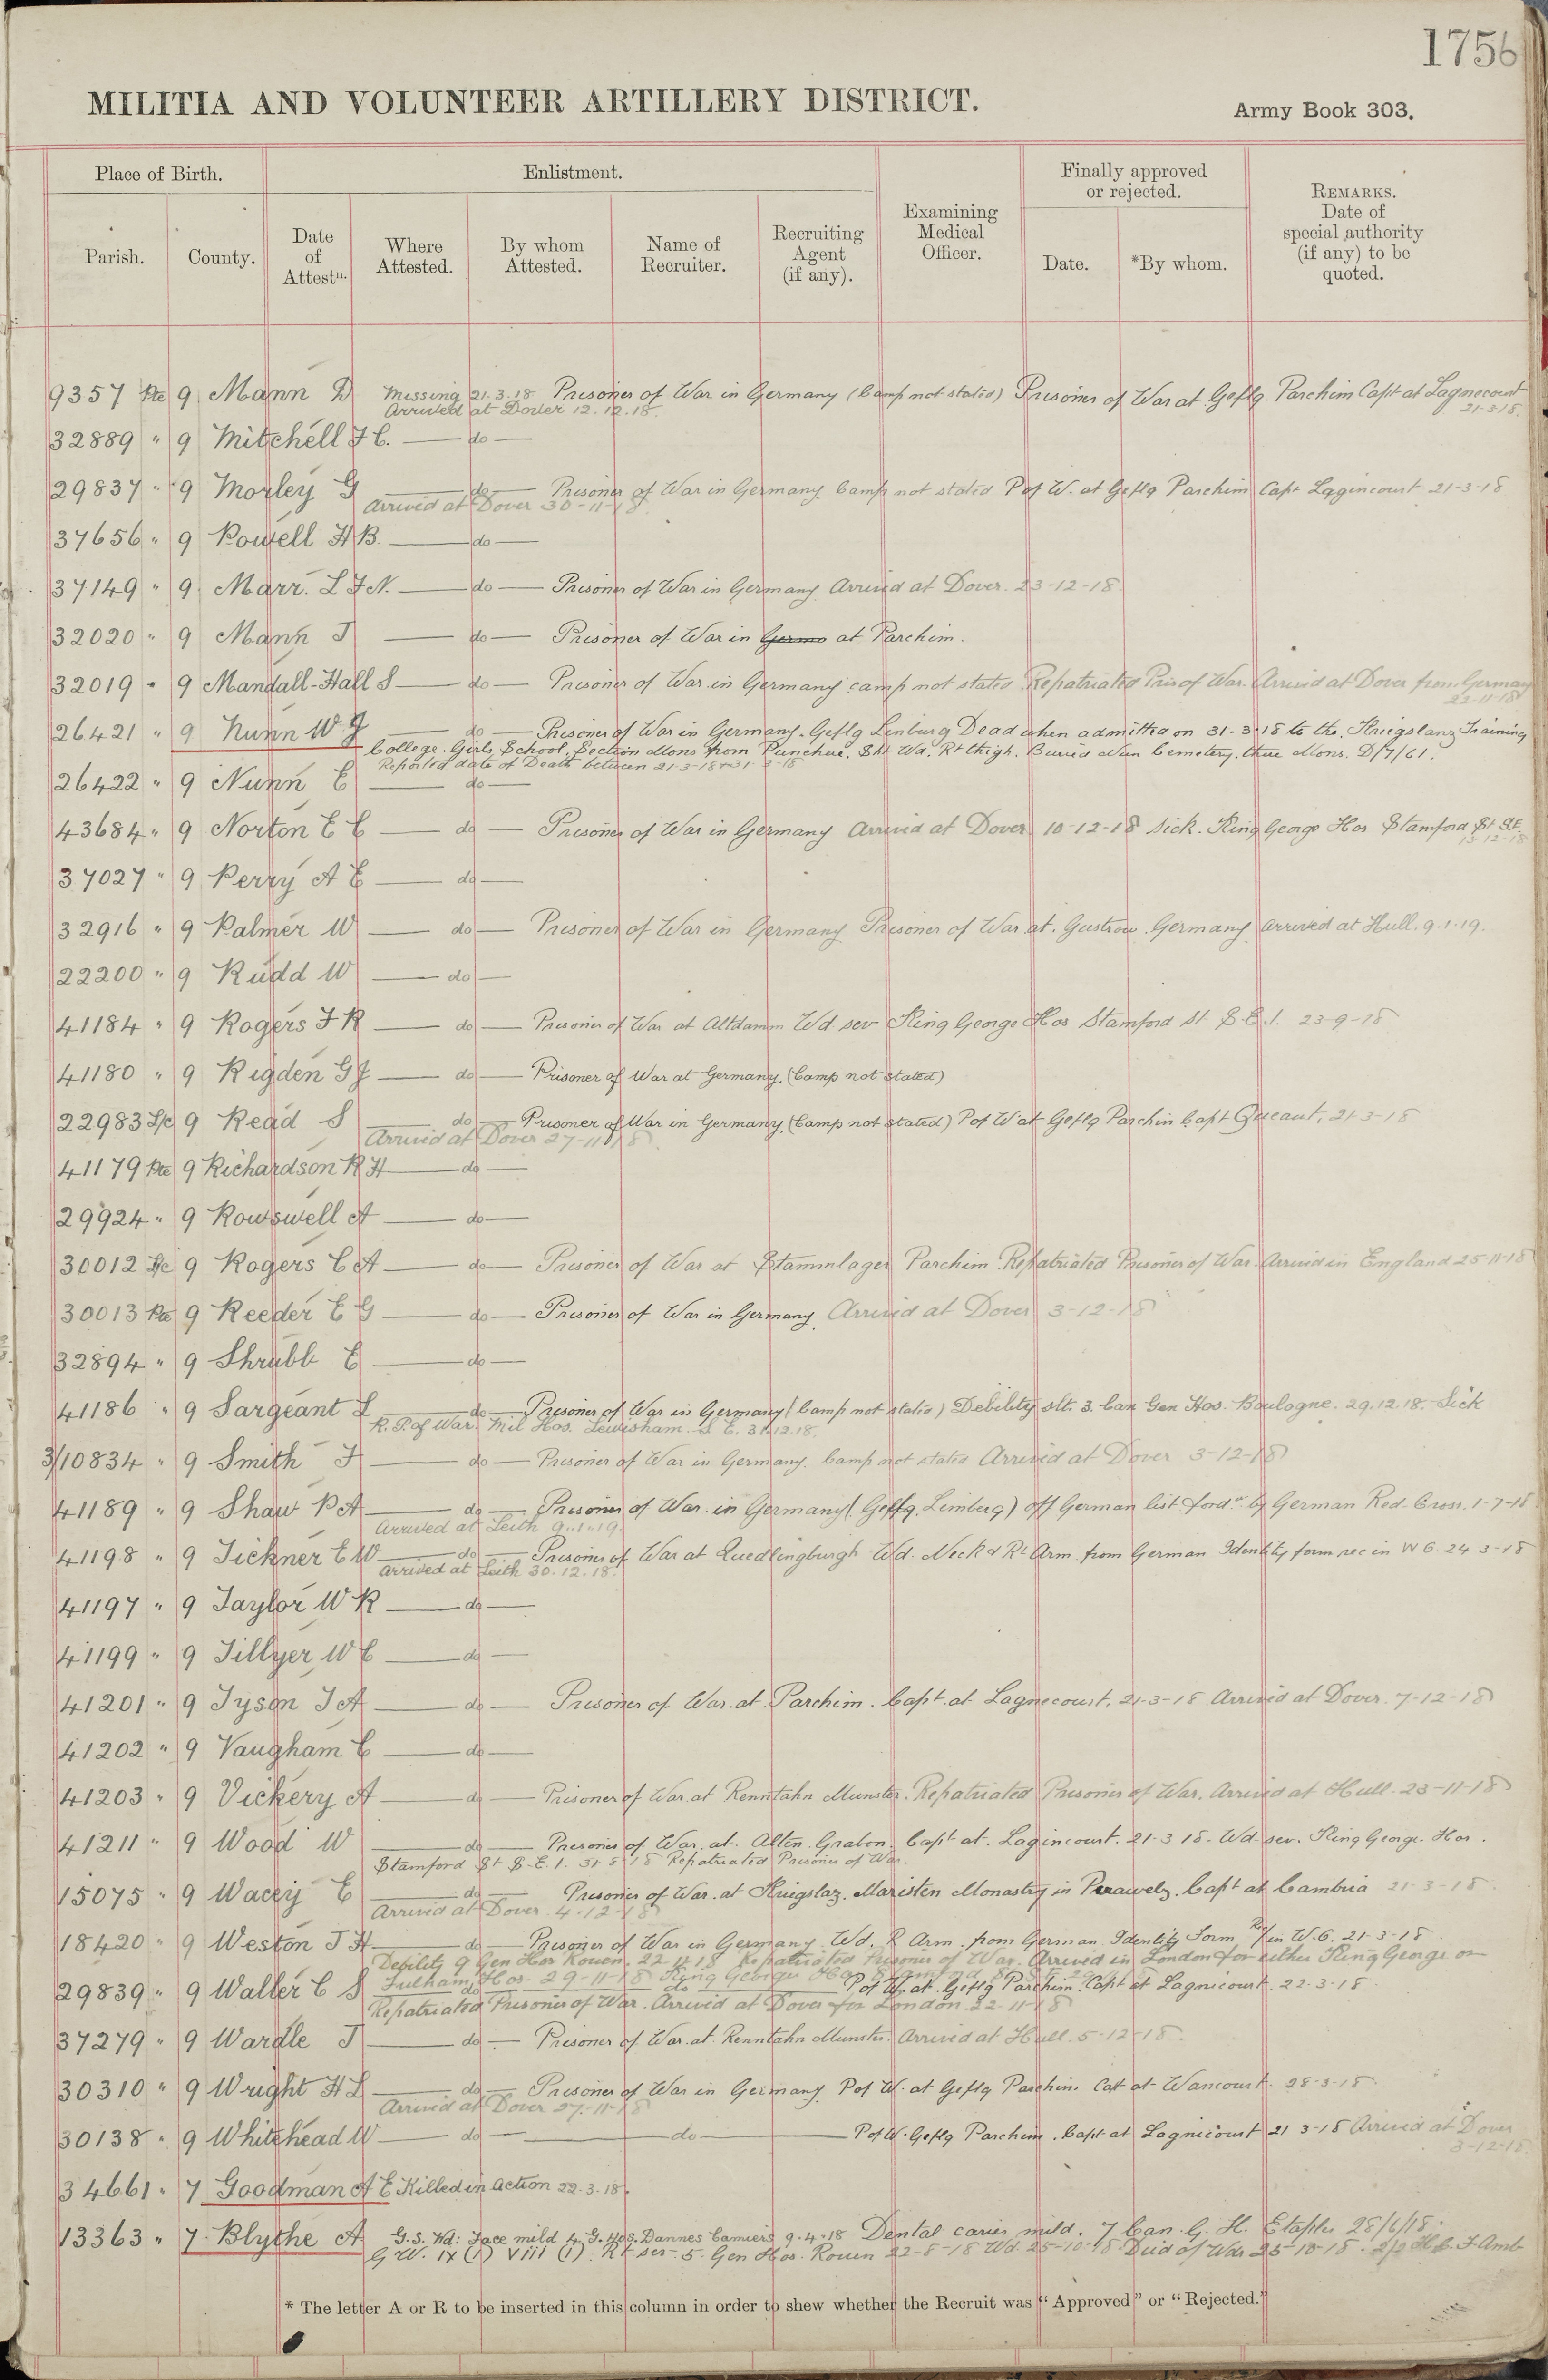 1756
MILITIA AND VOLUNTEER ARTILLERY DISTRICT.
Army Book 303.
Place of Birth.
Enlistment.
Finally approved or rejected.
REMARKS. Date of special authority (if any) to be quoted.
Parish.
County.
Date of Attestn.
Where Attested.
By whom Attested.
Name of Recruiter.
Recruiting Agent (if any).
Examining Medical Officer.
Date.
*By whom.
9357 Pte 9 Mann D Missing 21.3.18 Prisoner of War in Germany (Camp not stated) Prisoner of War at Geflg. Parchim Capt at Lagnecourt 21-3-18.
Arrived at Dover 12.12.18.
32889 " 9 Mitchell F C. — do —
29837 " 9 Morley G — do — Prisoner of War in Germany Camp not stated P of W. at Geflg Parchim Capt Lagincourt 21-3-18
Arrived at Dover 30-11-18
37656 " 9 Powell H B. — do —
37149 " 9 Marr. L F N. — do — Prisoner of War in Germany Arrived at Dover. 23-12-18
32020 " 9 Mann J — do — Prisoner of War in Germa at Parchim.
32019 " 9 Mandall-Hall S — do — Prisoner of War in Germany camp not stated Repatriated Pris of War. Arrived at Dover from Germany 22-11-18
26421 " 9 Nunn W J — do — Prisoner of War in Germany. Geflg Limburg Dead when admitted on 31-3-18 to the. Kriegslanz Training
College. Girls School. Section Mons from Puncture. Sht Wd. Rt thigh. Buried Nun Cemetery. there Mons. D/7/61.
Reported date of Death between 21-3-18 & 31-3-18
26422 " 9 Nunn E — do —
43684 " 9 Norton E C — do — Prisoner of War in Germany Arrived at Dover 10-12-18 Sick. King George Hos Stamford St S.E. 13-12-18
37027 " 9 Perry A E — do —
32916 " 9 Palmer W — do — Prisoner of War in Germany Prisoner of War at. Gustrow. Germany Arrived at Hull. 9.1.19.
22200 " 9 Rudd W — do —
41184 " 9 Rogers F R — do — Prisoner of War at Altdamm Wd sev King George Hos Stamford St S.E.1. 23-9-18
41180 " 9 Rigden G J — do — Prisoner of War at Germany. (Camp not stated)
22983 L/c 9 Read S — do — Prisoner of War in Germany, (Camp not stated) P of W at Geflg Parchim Capt Queant, 21-3-18
Arrived at Dover 27-11-18
41179 Pte 9 Richardson R H — do —
29924 " 9 Rowswell A — do —
30012 L/c 9 Rogers C A — do — Prisoner of War at Stammlager Parchim Repatriated Prisoner of War Arrived in England 25-11-18
30013 Pte 9 Reeder E G — do — Prisoner of War in Germany Arrived at Dover 3-12-18
32894 " 9 Shrubb E — do —
41186 " 9 Sargeant L — do — Prisoner of War in Germany (Camp not stated) Debility slt. 3. Can Gen Hos. Boulogne. 29.12.18. Sick
R. P. of War. Mil Hos. Lewisham. S E. 31.12.18.
3/10834 " 9 Smith F — do — Prisoner of War in Germany. Camp not stated Arrived at Dover 3-12-18
41189 " 9 Shaw P A — do — Prisoner of War. in Germany (Geflg. Limberg) off German list ford by German Red Cross. 1-7-18
Arrived at Leith 9.1.19.
41198 " 9 Tickner E W — do — Prisoner of War at Quedlingburgh Wd. Neck & Rt Arm. from German Identity form rec in W 6. 24 3-18
Arrived at Leith 30.12.18.
41197 " 9 Taylor W R — do —
41199 " 9 Tillyer W C — do —
41201 " 9 Tyson J A — do — Prisoner of War. at Parchim. Capt. at Lagnecourt, 21-3-18 Arrived at Dover 7-12-18
41202 " 9 Vaugham C — do —
41203 " 9 Vickery A — do — Prisoner of War. at Renntahn Munster. Repatriated Prisoner of War. Arrived at Hull. 23-11-18
41211 " 9 Wood W — do — Prisoner of War. at. Alten-Grabon. Capt at. Lagincourt. 21-3 18- Wd sev. King George. Hos.
Stamford St S.E.1. 31 8 18 Repatriated Prisoner of War.
15075 " 9 Wacey E — do — Prisoner of War. at Kriegslaz. Maristen Monastry in Capt at Cambria 21-3-18
Arrived at Dover. 4-12-18
18420 " 9 Weston J H — do — Prisoner of War in Germany Wd. R Arm. from German Identity Form in W.6. 21-3-18
Debility 9 Gen Hos Rouen. 22-11-18 Repatriated Prisoner of War. Arrived in London for either King George or
Fulham Hos. 29-11-18 King George Hos Stamford
29839 " 9 Waller C S — do — do — P of W. at. Geflg Parchim. Capt at Lagnicourt. 22-3-18
Repatriated Prisoner of War. Arrived at Dover for London. 22-11-18
37279 " 9 Wardle J — do — Prisoner of War. at. Renntahn Munster Arrived at Hull. 5-12-18.
30310 " 9 Wright H L — do — Prisoner of War in Germany. P of W. at Geflg Parchim. Capt at Wancourt. 28-3-18
Arrived at Dover 27-11-18
30138 " 9 Whitehead W — do — do — P of W. Geflg Parchim. Capt at Lagnicourt 21 3-18 Arrived at Dover 3-12-18
34661 " 7 Goodman A E Killed in Action 22.3.18.
13363 " 7 Blythe A G.S. Wd: Face mild 4 G. Hos. Dannes Camiers 9.4.18 Dental caries mild. 7 Can. G. H. Etaples 28/6/18.
G W. IX (1) VIII (1). Rt ser. 5. Gen Hos. Rouen 22-8-18 Wd. 25-10-18 Died of Wds 25-10-18. 2/2 H.C. F Amb
* The letter A or R to be inserted in this column in order to shew whether the Recruit was "Approved" or "Rejected."